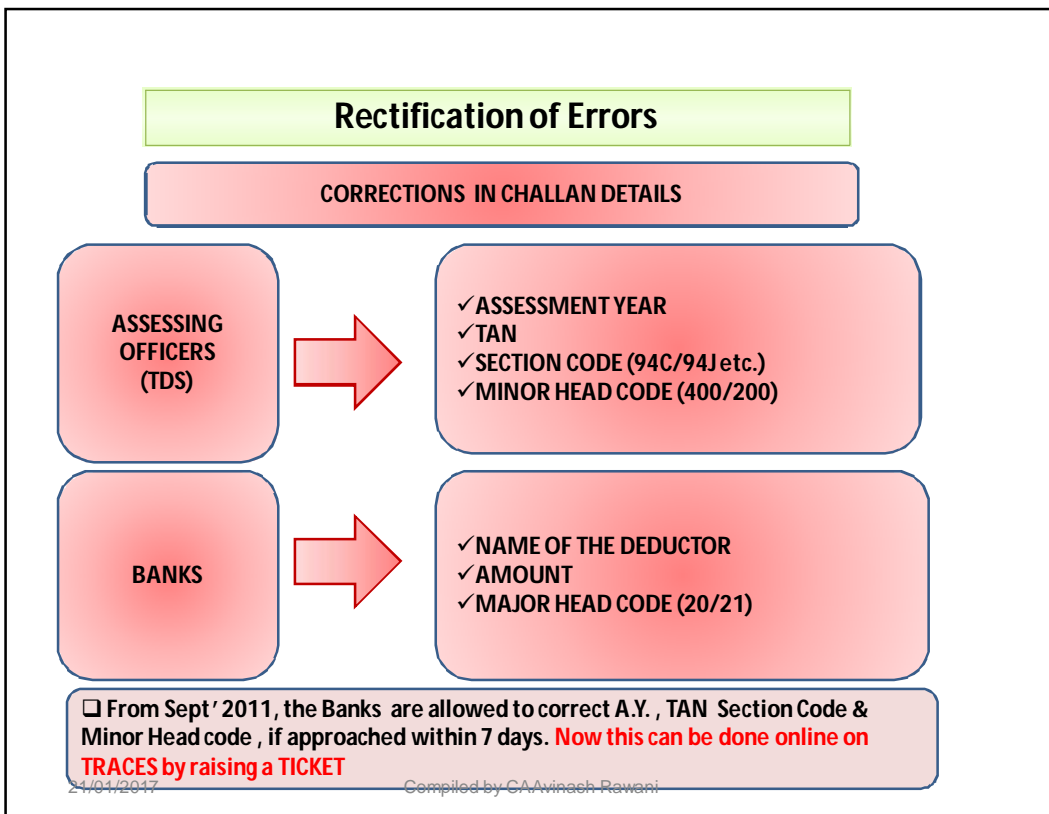 Rectification of Errors
CORRECTIONS IN CHALLAN DETAILS
ASSESSING
OFFICERS
(TDS)
✓ASSESSMENT YEAR
✓TAN
✓SECTION CODE (94C/94J etc.)
✓MINOR HEAD CODE (400/200)
BANKS
✓NAME OF THE DEDUCTOR
✓AMOUNT
✓MAJOR HEAD CODE (20/21)
❑ From Sept' 2011, the Banks are allowed to correct A.Y. , TAN Section Code &
Minor Head code , if approached within 7 days. Now this can be done online on
TRACES by raising a TICKET
21/01/2017 Compiled by CA Avinash Rawani